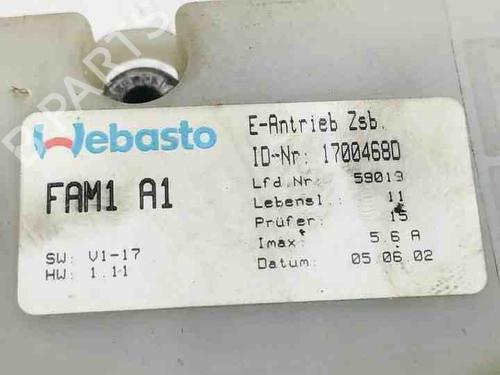 Webasto
FAM1 A1
SW: V1-17
HW: 1.11
E-Antrieb Zsb.
ID-Nr: 1700468D
Lfd.Nr: 59019
Lebensl.: 11
Prüfer: 15
Imax: 5.6 A
Datum: 05.06.02